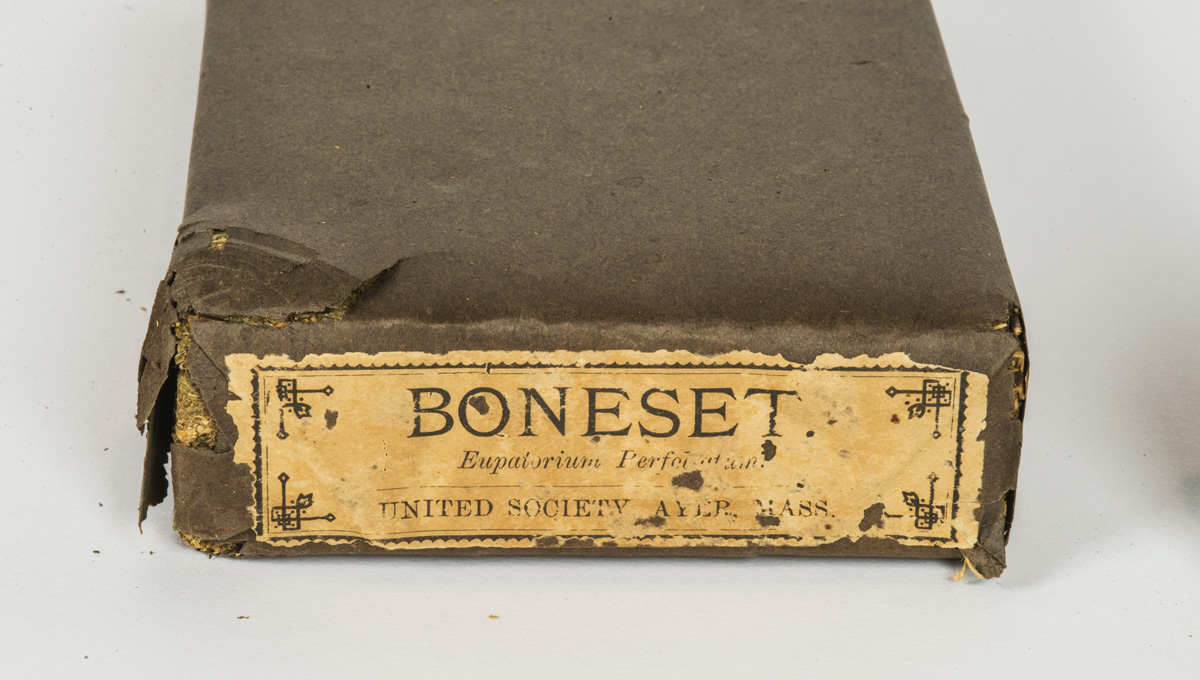 BONESET.
Eupatorium Perfoliatum.
UNITED SOCIETY, AYER, MASS.